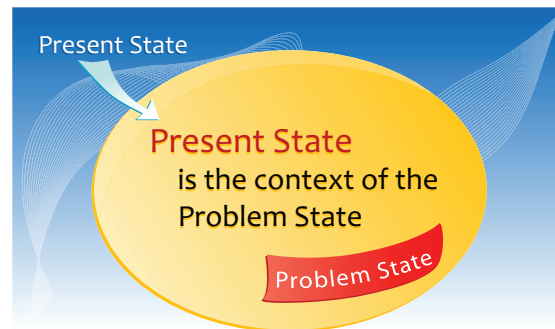 Present State
Present State
is the context of the
Problem State
Problem State